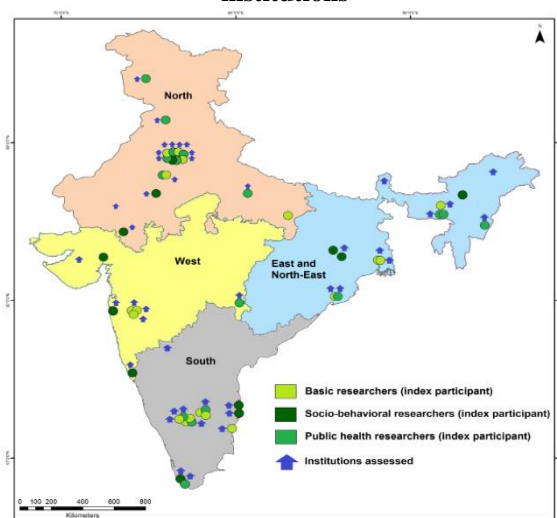 institutions
N
North
West
East and
North-East
South
Basic researchers (index participant)
Socio-behavioral researchers (index participant)
Public health researchers (index participant)
Institutions assessed
0 100 200 400 600 800
Kilometers